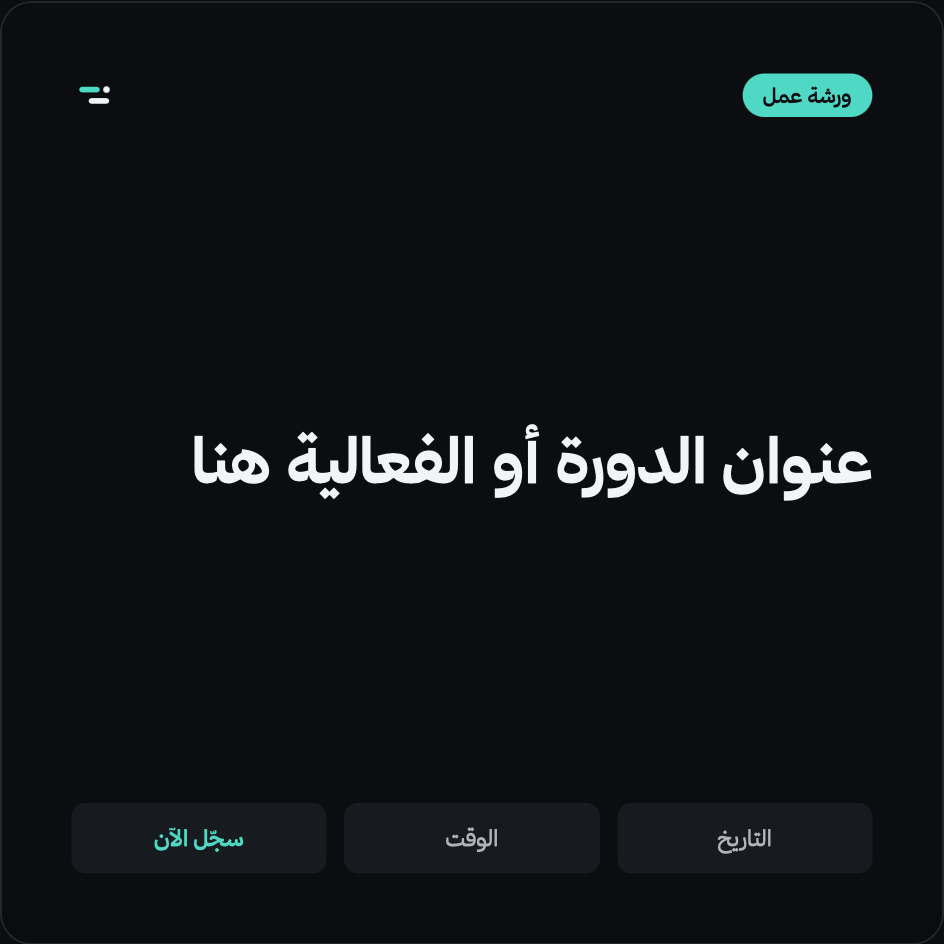 ورشة عمل
عنوان الدورة أو الفعالية هنا
التاريخ
الوقت
سجّل الآن